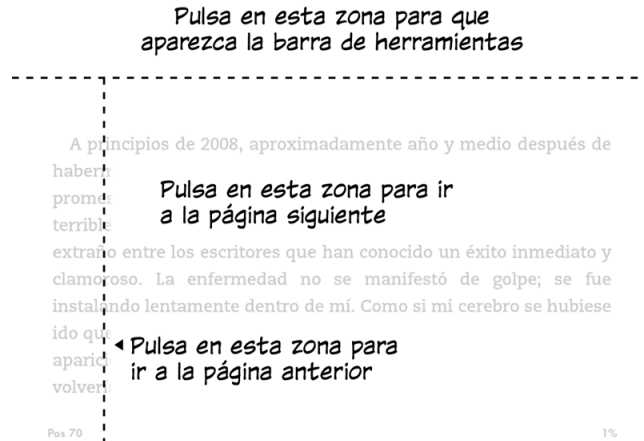 Pulsa en esta zona para que
aparezca la barra de herramientas
A principios de 2008, aproximadamente año y medio después de
haberm
Pulsa en esta zona para ir
prome
a la página siguiente
terrible
extraño entre los escritores que han conocido un éxito inmediato y
clamoroso. La enfermedad no se manifestó de golpe; se fue
instalando lentamente dentro de mí. Como si mi cerebro se hubiese
ido qu
Pulsa en esta zona para
ir a la página anterior
aparic
volver
Pos 70
1%